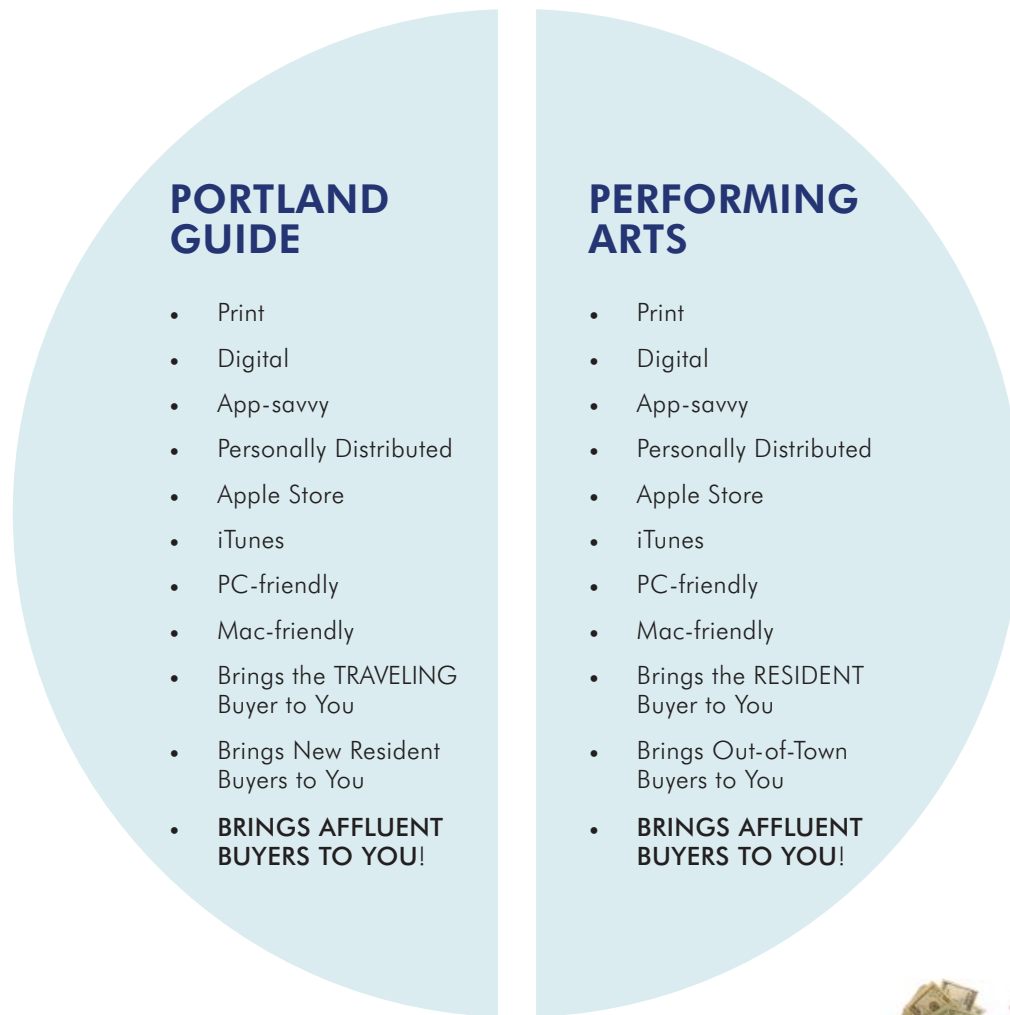 PORTLAND
GUIDE
• Print
• Digital
• App-savvy
• Personally Distributed
• Apple Store
• iTunes
• PC-friendly
• Mac-friendly
• Brings the TRAVELING
Buyer to You
• Brings New Resident
Buyers to You
• BRINGS AFFLUENT
BUYERS TO YOU!
PERFORMING
ARTS
• Print
• Digital
• App-savvy
• Personally Distributed
• Apple Store
• iTunes
• PC-friendly
• Mac-friendly
• Brings the RESIDENT
Buyer to You
• Brings Out-of-Town
Buyers to You
• BRINGS AFFLUENT
BUYERS TO YOU!